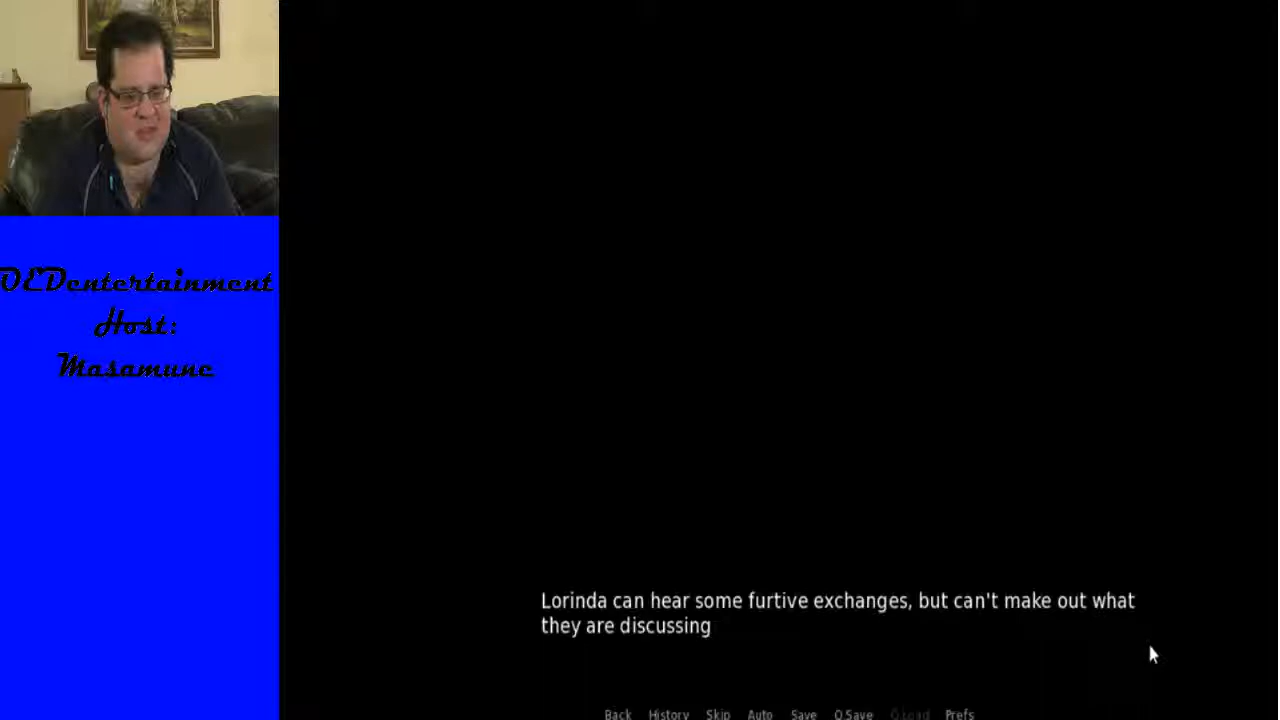 OEDentertainment
Host:
Masamune
Lorinda can hear some furtive exchanges, but can't make out what
they are discussing
Back History Skip Auto Save Q.Save Q.Load Prefs